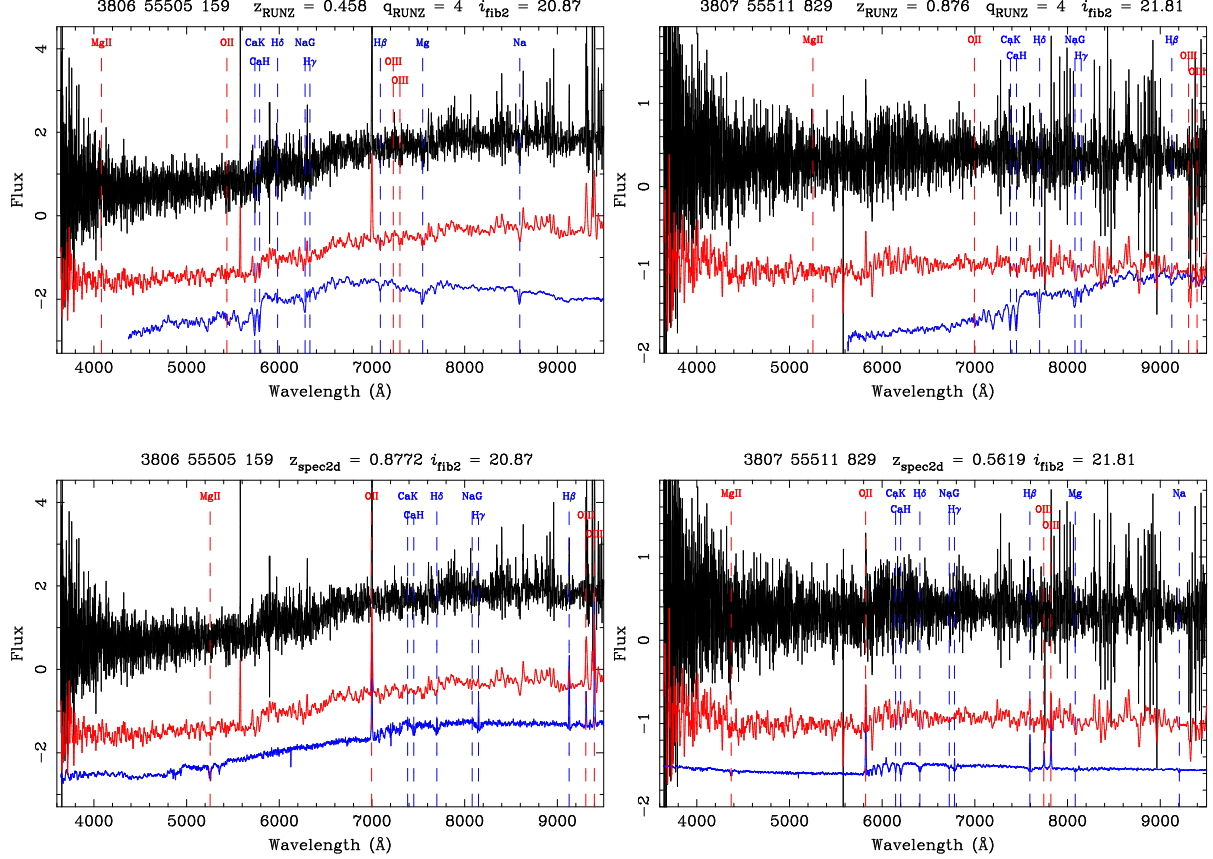 3806 55505 159 z_RUNZ = 0.458 q_RUNZ = 4 i_fib2 = 20.87
MgII OII CaK Hδ NaG Hβ Mg Na
CaH Hγ OIII
OIII
Flux
4
2
0
−2
4000 5000 6000 7000 8000 9000
Wavelength (Å)
3807 55511 829 z_RUNZ = 0.876 q_RUNZ = 4 i_fib2 = 21.81
MgII OII CaK Hδ NaG Hβ
CaH Hγ OIII
OIII
Flux
1
0
−1
−2
4000 5000 6000 7000 8000 9000
Wavelength (Å)
3806 55505 159 z_spec2d = 0.8772 i_fib2 = 20.87
MgII OII CaK Hδ NaG Hβ
CaH Hγ OIII
OIII
Flux
4
2
0
−2
4000 5000 6000 7000 8000 9000
Wavelength (Å)
3807 55511 829 z_spec2d = 0.5619 i_fib2 = 21.81
MgII OII CaK Hδ NaG Hβ Mg Na
CaH Hγ OIII
OIII
Flux
1
0
−1
−2
4000 5000 6000 7000 8000 9000
Wavelength (Å)